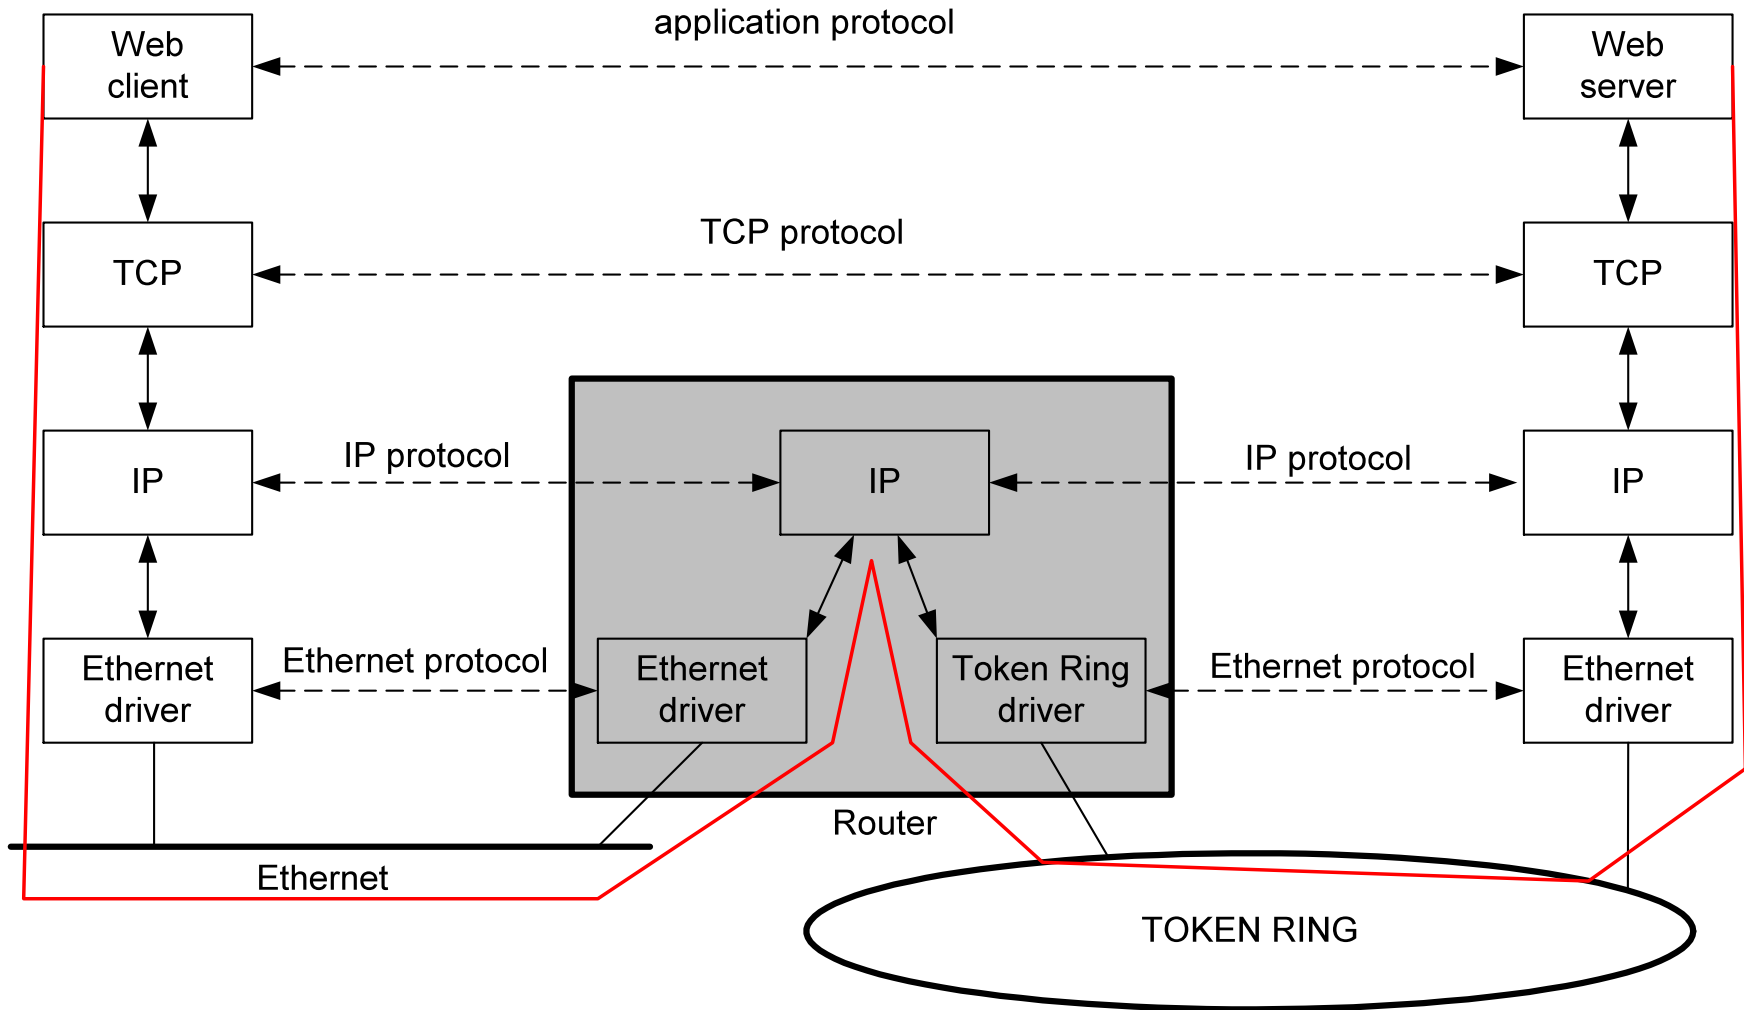 application protocol
Web
client
Web
server
TCP protocol
TCP
TCP
IP protocol
IP protocol
IP
IP
IP
Ethernet protocol
Ethernet protocol
Ethernet
driver
Ethernet
driver
Token Ring
driver
Ethernet
driver
Router
Ethernet
TOKEN RING